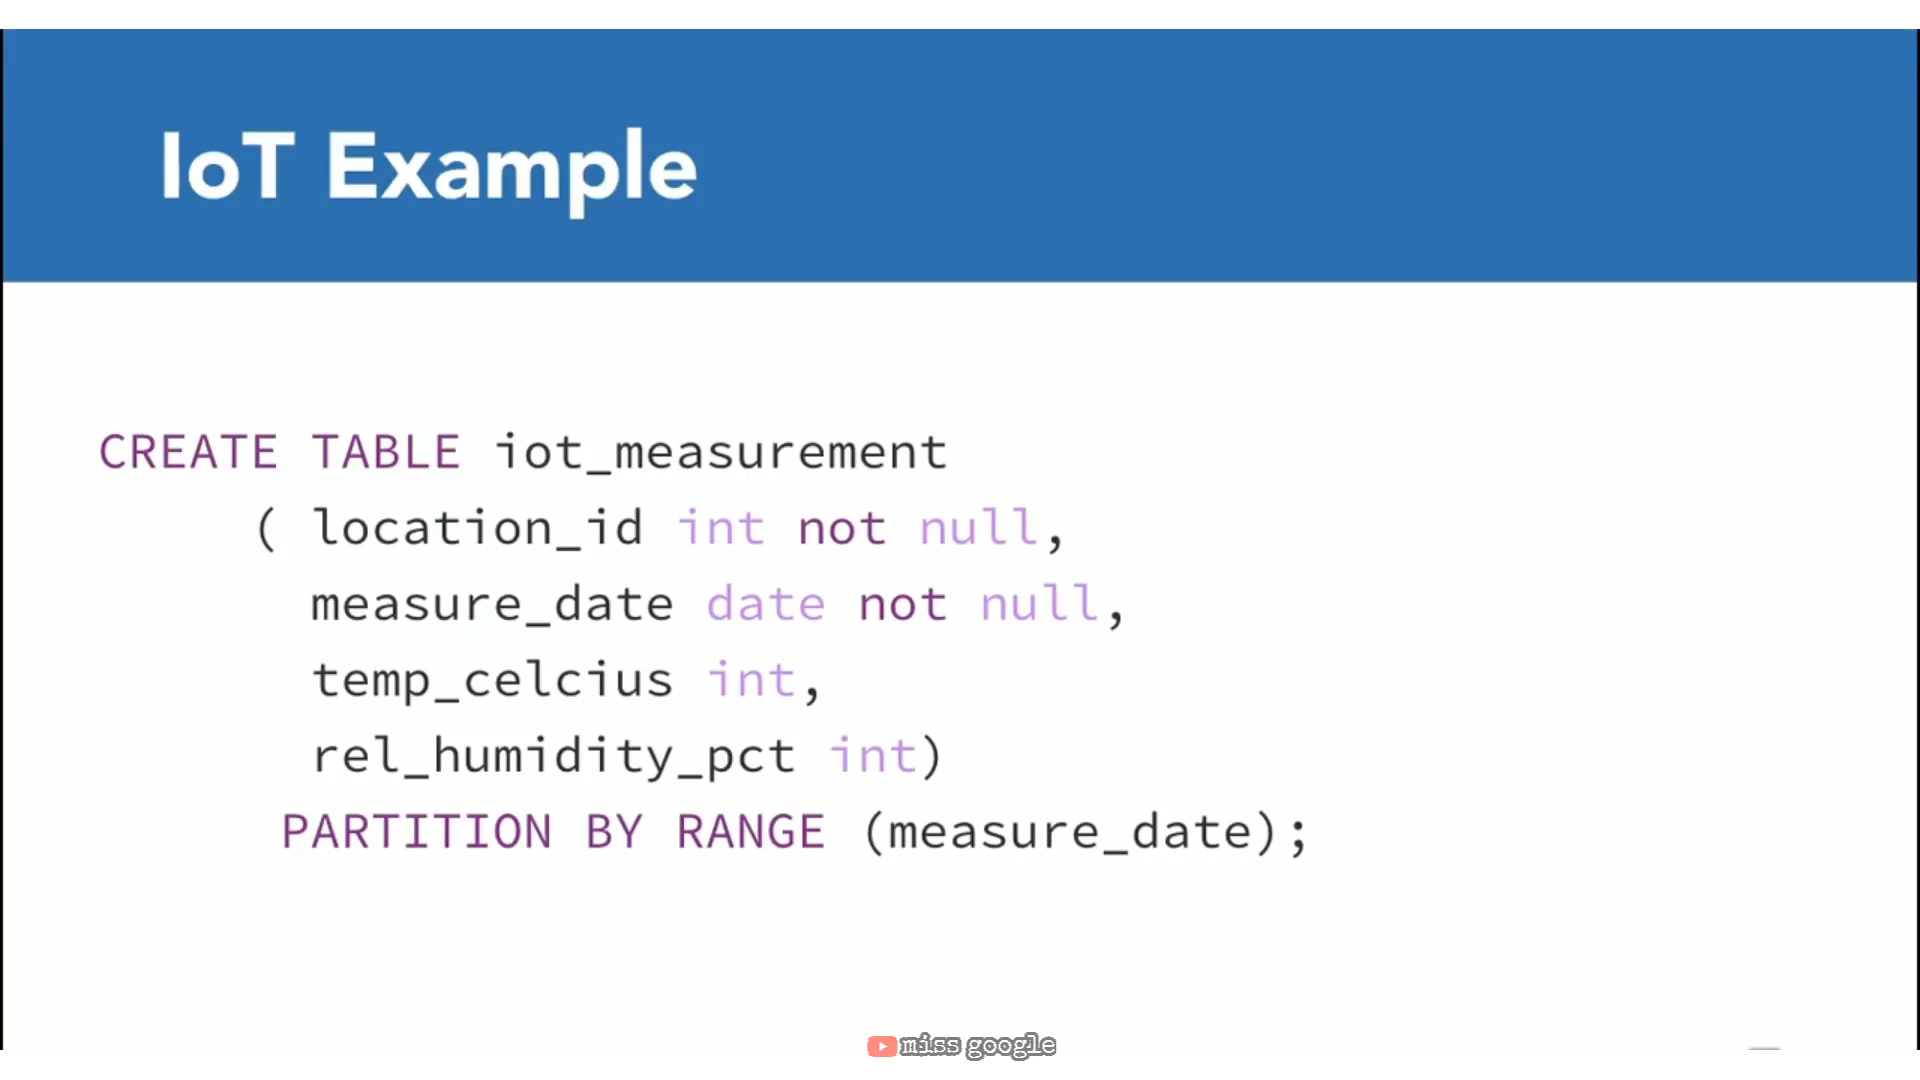 IoT Example
CREATE TABLE iot_measurement
( location_id int not null,
measure_date date not null,
temp_celcius int,
rel_humidity_pct int)
PARTITION BY RANGE (measure_date);
miss google